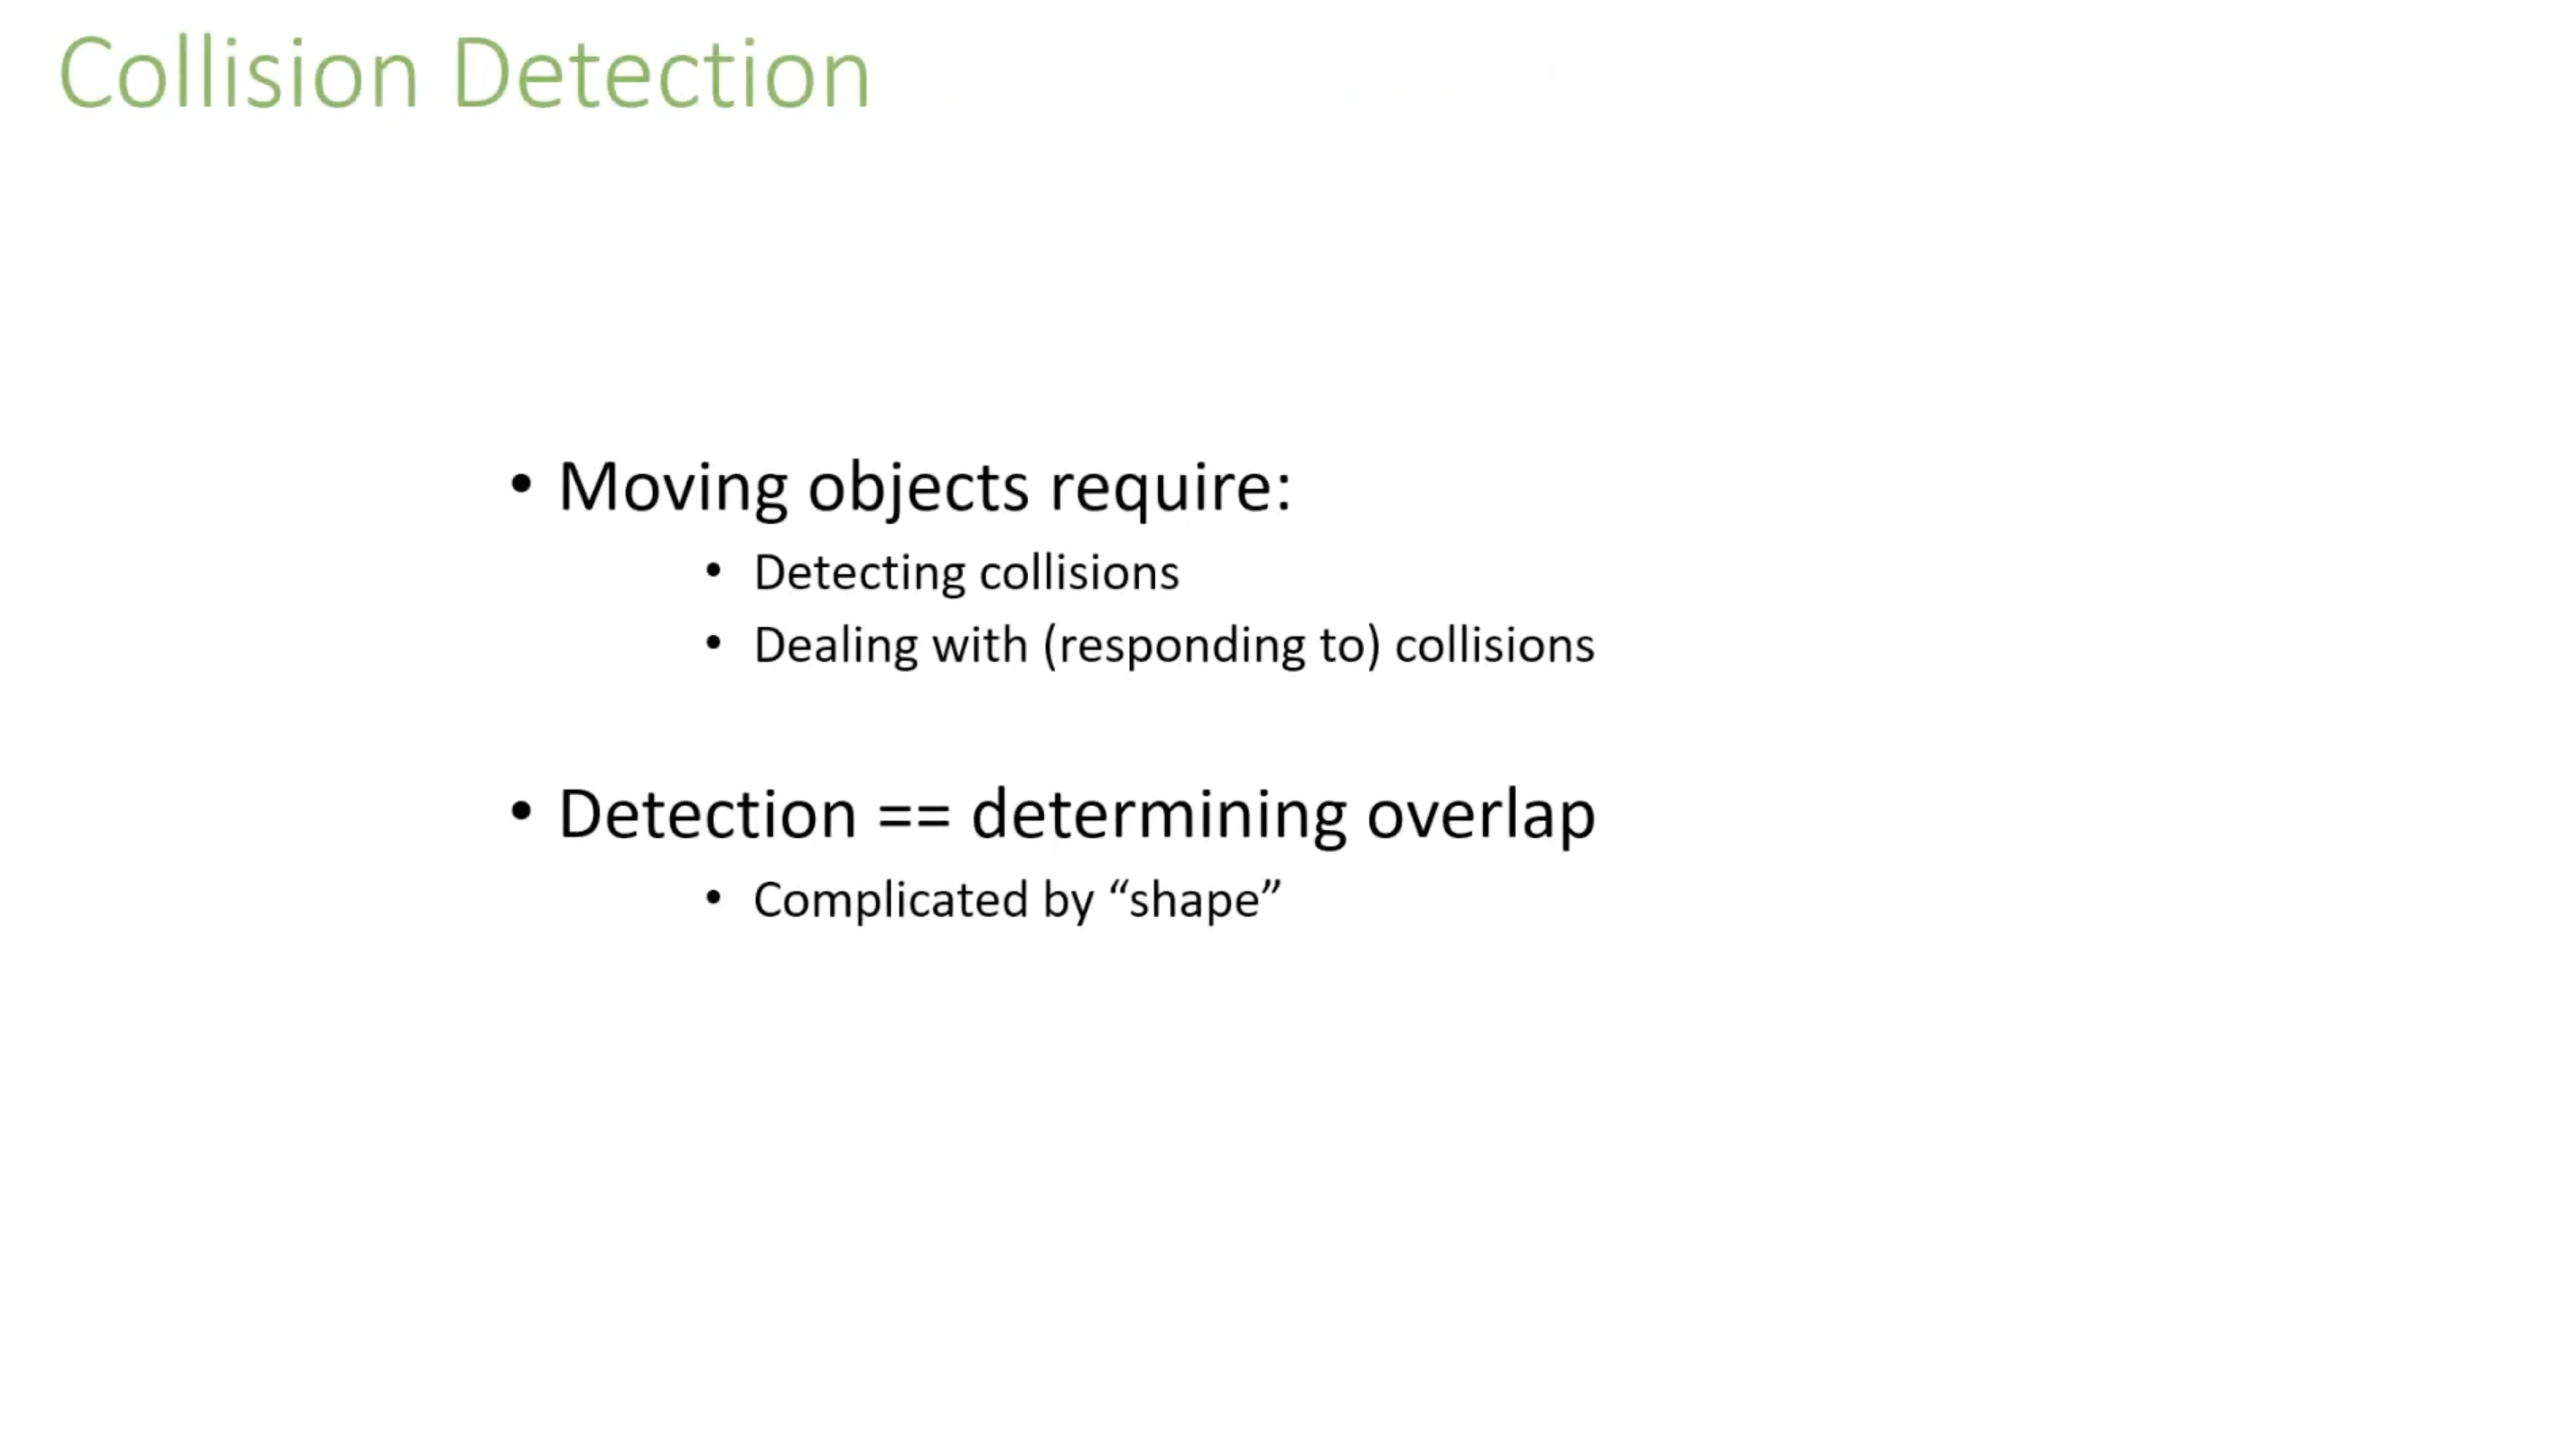 Collision Detection
• Moving objects require:
• Detecting collisions
• Dealing with (responding to) collisions
• Detection == determining overlap
• Complicated by “shape”